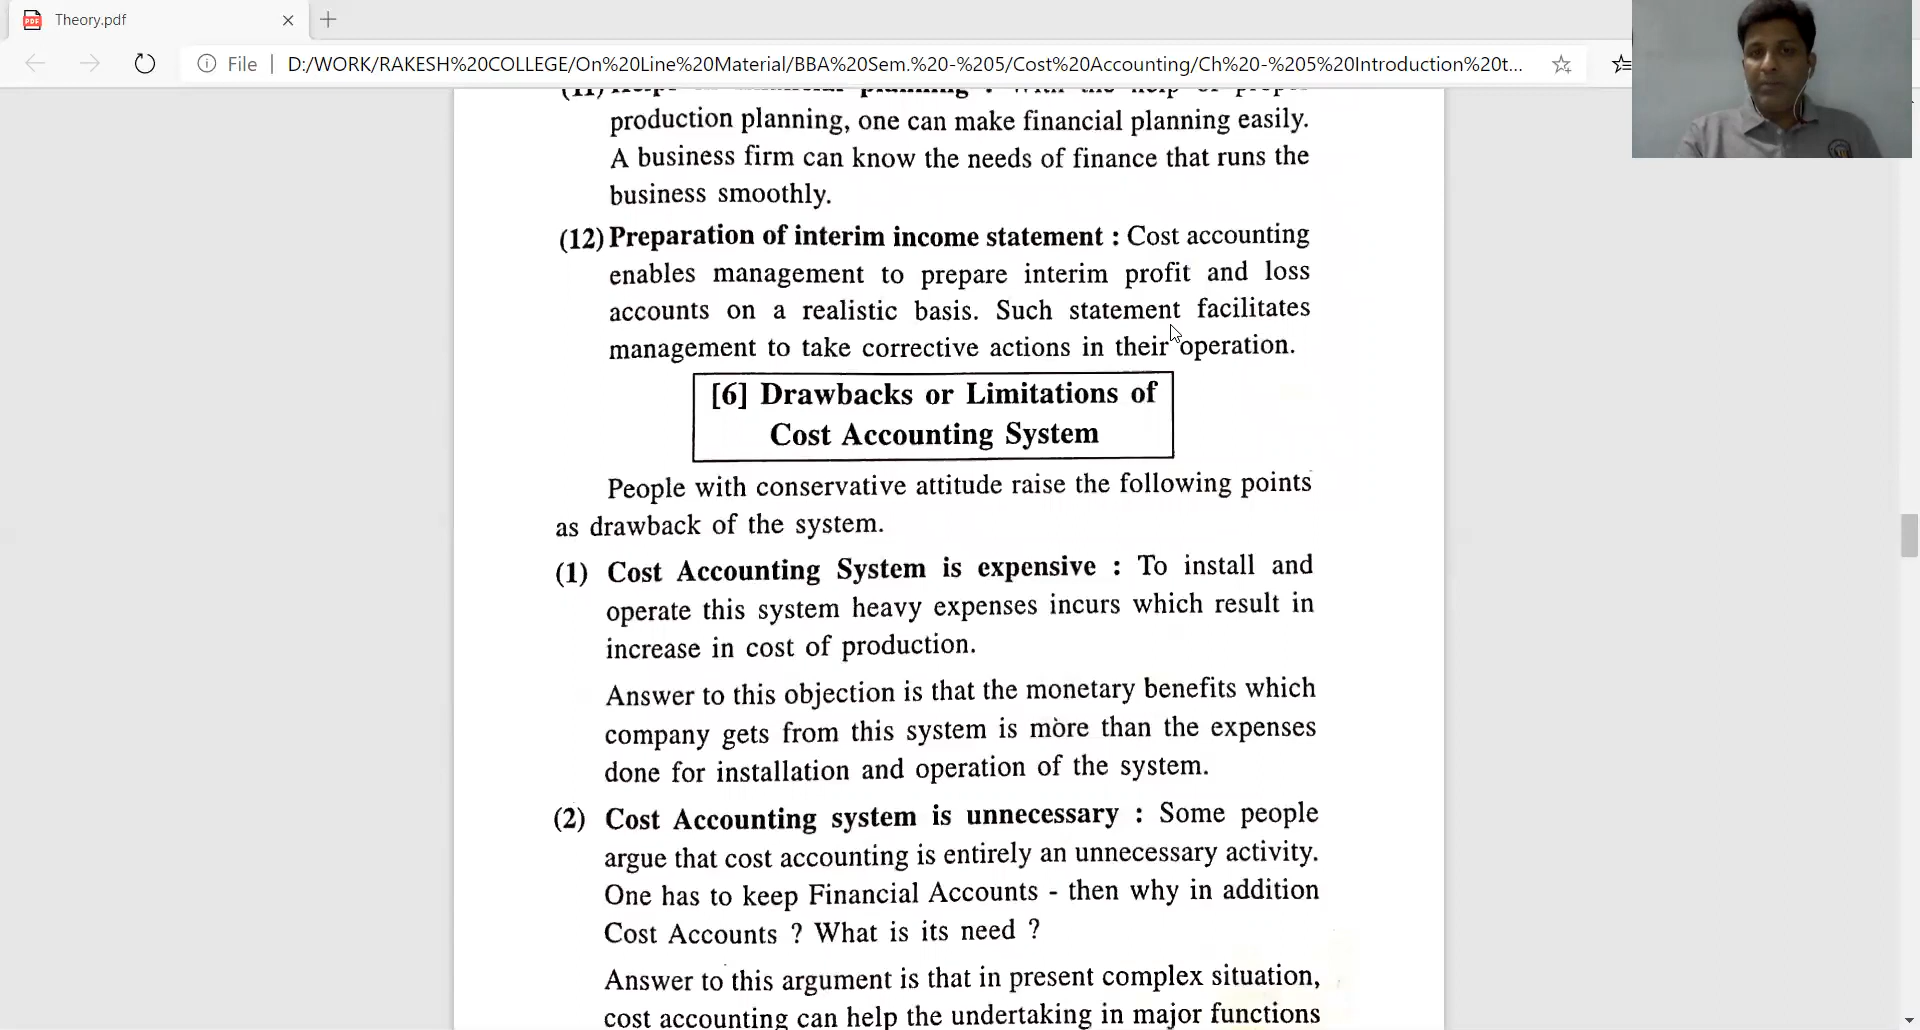 Theory.pdf
File
D:/WORK/RAKESH%20COLLEGE/On%20Line%20Material/BBA%20Sem.%20-%205/Cost%20Accounting/Ch%20-%205%20Introduction%20t...
production planning, one can make financial planning easily.
A business firm can know the needs of finance that runs the
business smoothly.
(12) Preparation of interim income statement : Cost accounting
enables management to prepare interim profit and loss
accounts on a realistic basis. Such statement facilitates
management to take corrective actions in their operation.
[6] Drawbacks or Limitations of
Cost Accounting System
People with conservative attitude raise the following points
as drawback of the system.
(1) Cost Accounting System is expensive : To install and
operate this system heavy expenses incurs which result in
increase in cost of production.
Answer to this objection is that the monetary benefits which
company gets from this system is more than the expenses
done for installation and operation of the system.
(2) Cost Accounting system is unnecessary : Some people
argue that cost accounting is entirely an unnecessary activity.
One has to keep Financial Accounts - then why in addition
Cost Accounts ? What is its need ?
Answer to this argument is that in present complex situation,
cost accounting can help the undertaking in major functions